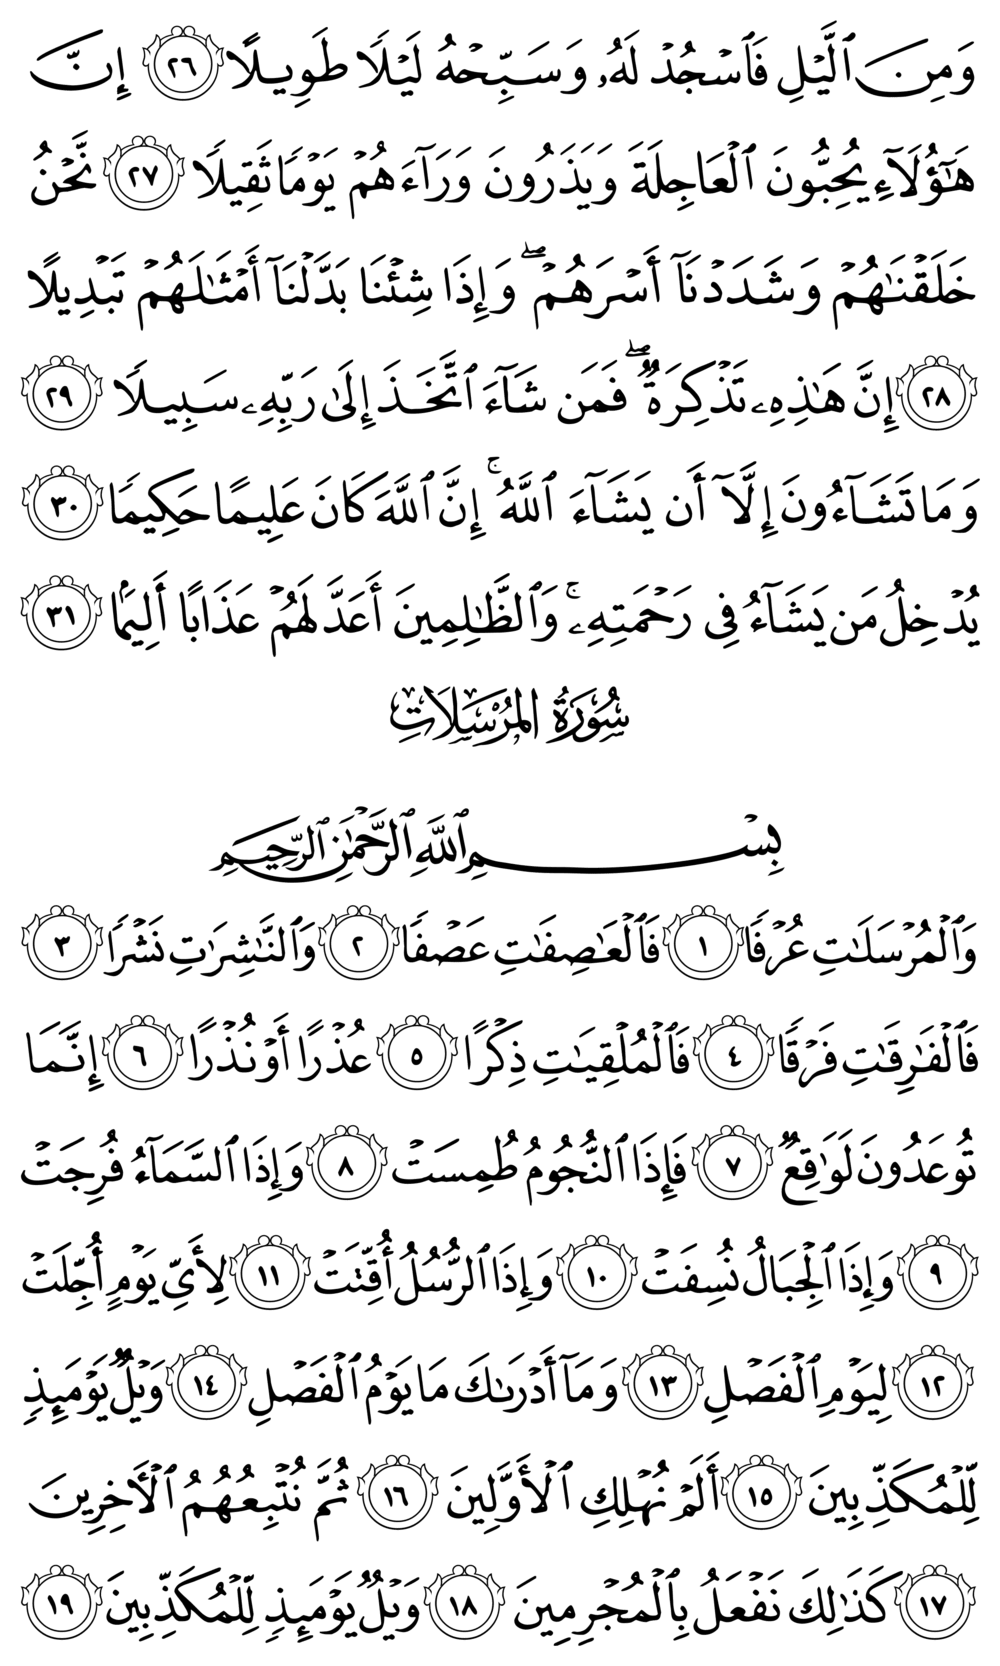 وَمِنَ ٱلَّيۡلِ فَٱسۡجُدۡ لَهُۥ وَسَبِّحۡهُ لَيۡلٗا طَوِيلًا ٢٦ إِنَّ
هَٰٓؤُلَآءِ يُحِبُّونَ ٱلۡعَاجِلَةَ وَيَذَرُونَ وَرَآءَهُمۡ يَوۡمٗا ثَقِيلٗا ٢٧ نَّحۡنُ
خَلَقۡنَٰهُمۡ وَشَدَدۡنَآ أَسۡرَهُمۡۖ وَإِذَا شِئۡنَا بَدَّلۡنَآ أَمۡثَٰلَهُمۡ تَبۡدِيلًا
٢٨ إِنَّ هَٰذِهِۦ تَذۡكِرَةٞۖ فَمَن شَآءَ ٱتَّخَذَ إِلَىٰ رَبِّهِۦ سَبِيلٗا ٢٩
وَمَا تَشَآءُونَ إِلَّآ أَن يَشَآءَ ٱللَّهُۚ إِنَّ ٱللَّهَ كَانَ عَلِيمًا حَكِيمٗا ٣٠
يُدۡخِلُ مَن يَشَآءُ فِي رَحۡمَتِهِۦۚ وَٱلظَّٰلِمِينَ أَعَدَّ لَهُمۡ عَذَابًا أَلِيمَۢا ٣١
سُورَةُ المُرْسَلَاتِ
بِسۡمِ ٱللَّهِ ٱلرَّحۡمَٰنِ ٱلرَّحِيمِ
وَٱلۡمُرۡسَلَٰتِ عُرۡفٗا ١ فَٱلۡعَٰصِفَٰتِ عَصۡفٗا ٢ وَٱلنَّٰشِرَٰتِ نَشۡرٗا ٣
فَٱلۡفَٰرِقَٰتِ فَرۡقٗا ٤ فَٱلۡمُلۡقِيَٰتِ ذِكۡرًا ٥ عُذۡرًا أَوۡ نُذۡرًا ٦ إِنَّمَا
تُوعَدُونَ لَوَٰقِعٞ ٧ فَإِذَا ٱلنُّجُومُ طُمِسَتۡ ٨ وَإِذَا ٱلسَّمَآءُ فُرِجَتۡ
٩ وَإِذَا ٱلۡجِبَالُ نُسِفَتۡ ١٠ وَإِذَا ٱلرُّسُلُ أُقِّتَتۡ ١١ لِأَيِّ يَوۡمٍ أُجِّلَتۡ
١٢ لِيَوۡمِ ٱلۡفَصۡلِ ١٣ وَمَآ أَدۡرَىٰكَ مَا يَوۡمُ ٱلۡفَصۡلِ ١٤ وَيۡلٞ يَوۡمَئِذٖ
لِّلۡمُكَذِّبِينَ ١٥ أَلَمۡ نُهۡلِكِ ٱلۡأَوَّلِينَ ١٦ ثُمَّ نُتۡبِعُهُمُ ٱلۡأٓخِرِينَ
١٧ كَذَٰلِكَ نَفۡعَلُ بِٱلۡمُجۡرِمِينَ ١٨ وَيۡلٞ يَوۡمَئِذٖ لِّلۡمُكَذِّبِينَ ١٩